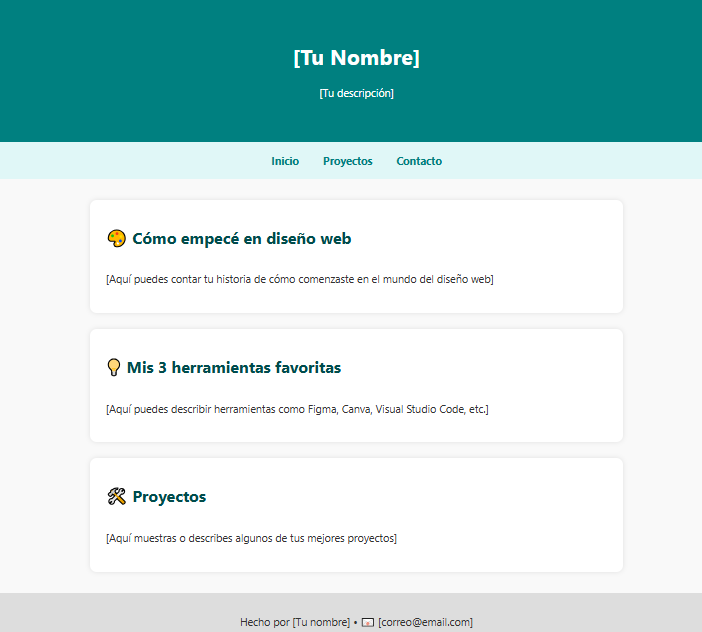 [Tu Nombre]
[Tu descripción]
Inicio Proyectos Contacto
🎨 Cómo empecé en diseño web
[Aquí puedes contar tu historia de cómo comenzaste en el mundo del diseño web]
💡 Mis 3 herramientas favoritas
[Aquí puedes describir herramientas como Figma, Canva, Visual Studio Code, etc.]
🛠 Proyectos
[Aquí muestras o describes algunos de tus mejores proyectos]
Hecho por [Tu nombre] • 📧 [correo@email.com]